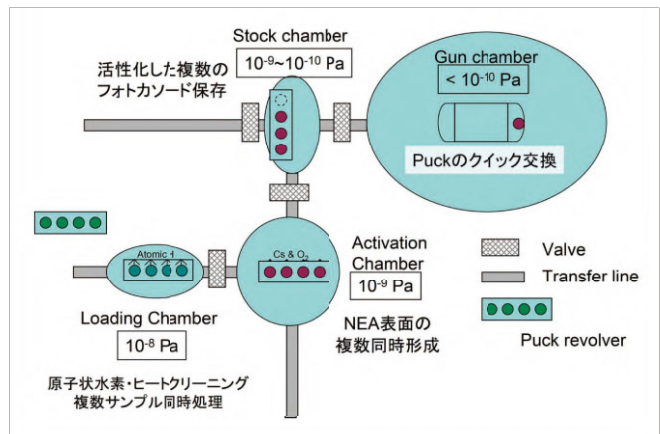 Stock chamber
10-9~10-10 Pa
活性化した複数の
フォトカソード保存
Gun chamber
< 10-10 Pa
Puckのクイック交換
Atomic H
Cs & O2
Loading Chamber
10-8 Pa
原子状水素・ヒートクリーニング
複数サンプル同時処理
Activation
Chamber
10-9 Pa
NEA表面の
複数同時形成
Valve
Transfer line
Puck revolver